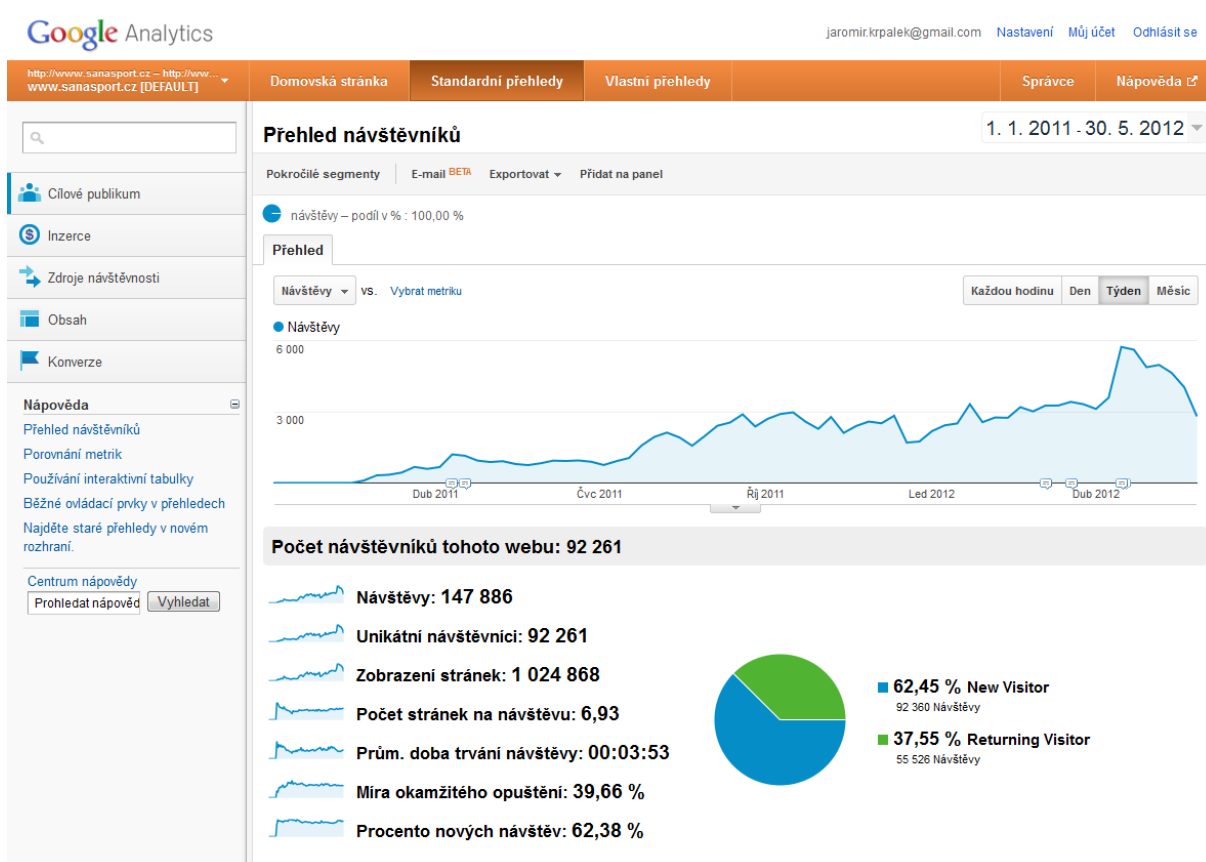 Google Analytics
jaromir.krpalek@gmail.com Nastavení Můj účet Odhlásit se
http://www.sanasport.cz – http://ww...
www.sanasport.cz [DEFAULT]
Domovská stránka Standardní přehledy Vlastní přehledy Správce Nápověda
Přehled návštěvníků
1. 1. 2011 - 30. 5. 2012
Pokročilé segmenty E-mail BETA Exportovat Přidat na panel
Cílové publikum
Inzerce
Zdroje návštěvnosti
Obsah
Konverze
Nápověda
Přehled návštěvníků
Porovnání metrik
Používání interaktivní tabulky
Běžné ovládací prvky v přehledech
Najděte staré přehledy v novém
rozhraní.
Centrum nápovědy
Prohledat nápověd Vyhledat
návštěvy – podíl v % : 100,00 %
Přehled
Návštěvy vs. Vybrat metriku
Každou hodinu Den Týden Měsíc
Návštěvy
6 000
3 000
Dub 2011 Čvc 2011 Říj 2011 Led 2012 Dub 2012
Počet návštěvníků tohoto webu: 92 261
Návštěvy: 147 886
Unikátní návštěvníci: 92 261
Zobrazení stránek: 1 024 868
Počet stránek na návštěvu: 6,93
Prům. doba trvání návštěvy: 00:03:53
Míra okamžitého opuštění: 39,66 %
Procento nových návštěv: 62,38 %
62,45 % New Visitor
92 360 Návštěvy
37,55 % Returning Visitor
55 526 Návštěvy